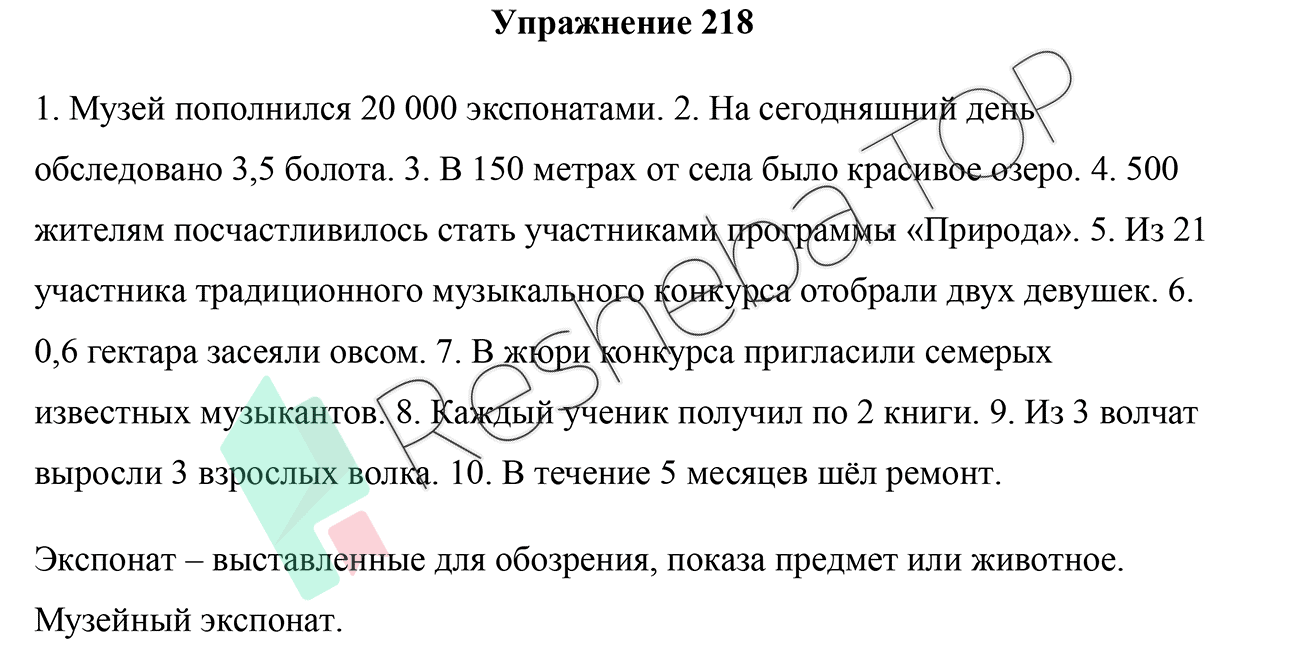 Упражнение 218
1. Музей пополнился 20 000 экспонатами. 2. На сегодняшний день
обследовано 3,5 болота. 3. В 150 метрах от села было красивое озеро. 4. 500
жителям посчастливилось стать участниками программы «Природа». 5. Из 21
участника традиционного музыкального конкурса отобрали двух девушек. 6.
0,6 гектара засеяли овсом. 7. В жюри конкурса пригласили семерых
известных музыкантов. 8. Каждый ученик получил по 2 книги. 9. Из 3 волчат
выросли 3 взрослых волка. 10. В течение 5 месяцев шёл ремонт.
Экспонат – выставленные для обозрения, показа предмет или животное.
Музейный экспонат.
Resheba.TOP